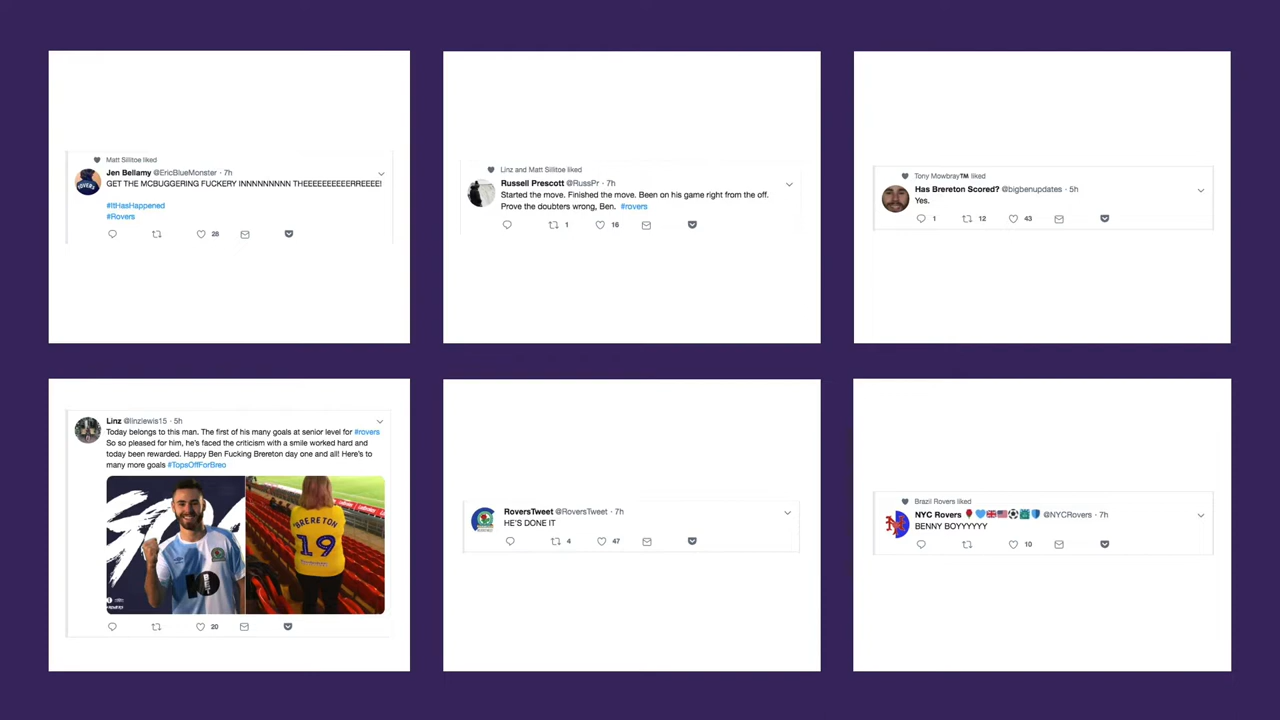 Matt Sillitoe liked
Jen Bellamy @EricBlueMonster · 7h
GET THE MCBUGGERING FUCKERY INNNNNNNNN THEEEEEEEEERREEEE!
#ItHasHappened
#Rovers
28
Linz and Matt Sillitoe liked
Russell Prescott @RussPr · 7h
Started the move. Finished the move. Been on his game right from the off.
Prove the doubters wrong, Ben. #rovers
1 16
Tony Mowbray™ liked
Has Brereton Scored? @bigbenupdates · 5h
Yes.
1 12 43
Linz @linzlewis15 · 5h
Today belongs to this man. The first of his many goals at senior level for #rovers
So so pleased for him, he's faced the criticism with a smile worked hard and
today been rewarded. Happy Ben Fucking Brereton day one and all! Here's to
many more goals #TopsOffForBreo
BRERETON
19
20
RoversTweet @RoversTweet · 7h
HE'S DONE IT
4 47
Brazil Rovers liked
NYC Rovers @NYCRovers · 7h
BENNY BOYYYYYY
10